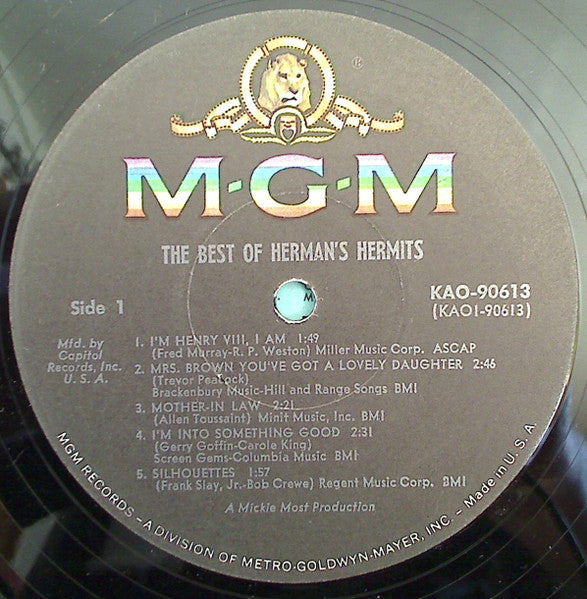 ®
M·G·M
THE BEST OF HERMAN'S HERMITS
Side 1
KAO-90613
(KAO1-90613)
Mfd. by
Capitol
Records, Inc.
U. S. A.
1. I'M HENRY VIII, I AM 1:49
(Fred Murray-R. P. Weston) Miller Music Corp. ASCAP
2. MRS. BROWN YOU'VE GOT A LOVELY DAUGHTER 2:46
(Trevor Peacock)
Brackenbury Music-Hill and Range Songs BMI
3. MOTHER-IN LAW 2:21
(Allen Toussaint) Minit Music, Inc. BMI
4. I'M INTO SOMETHING GOOD 2:31
(Gerry Goffin-Carole King)
Screen Gems-Columbia Music BMI
5. SILHOUETTES 1:57
(Frank Slay, Jr.-Bob Crewe) Regent Music Corp. BMI
A Mickie Most Production
MGM RECORDS – A DIVISION OF METRO-GOLDWYN-MAYER, INC. – Made in U. S. A.